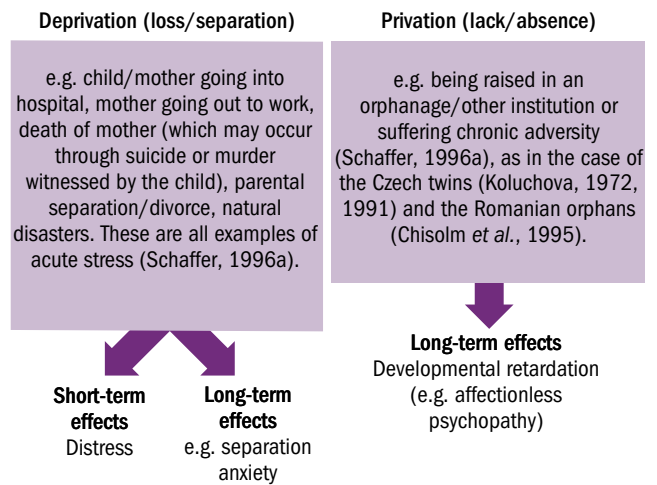 Deprivation (loss/separation)
e.g. child/mother going into
hospital, mother going out to work,
death of mother (which may occur
through suicide or murder
witnessed by the child), parental
separation/divorce, natural
disasters. These are all examples of
acute stress (Schaffer, 1996a).
Short-term
effects
Distress
Long-term
effects
e.g. separation
anxiety
Privation (lack/absence)
e.g. being raised in an
orphanage/other institution or
suffering chronic adversity
(Schaffer, 1996a), as in the case of
the Czech twins (Koluchova, 1972,
1991) and the Romanian orphans
(Chisolm et al., 1995).
Long-term effects
Developmental retardation
(e.g. affectionless
psychopathy)